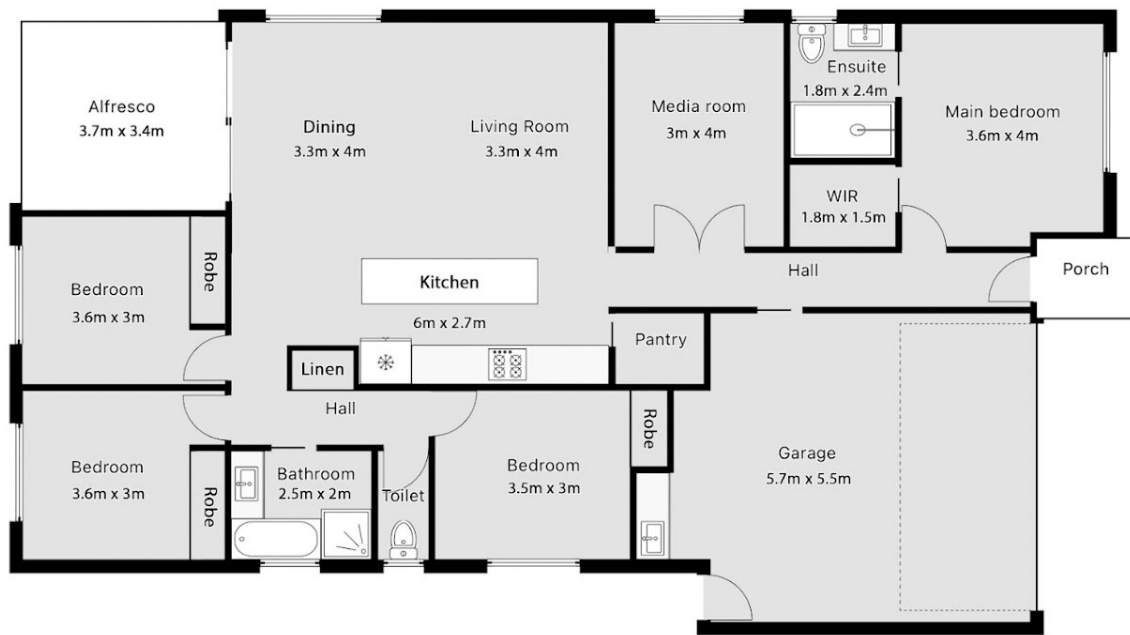 Alfresco
3.7m x 3.4m
Dining
3.3m x 4m
Living Room
3.3m x 4m
Media room
3m x 4m
Ensuite
1.8m x 2.4m
Main bedroom
3.6m x 4m
WIR
1.8m x 1.5m
Bedroom
3.6m x 3m
Robe
Kitchen
6m x 2.7m
Hall
Porch
Pantry
Linen
Hall
Bedroom
3.6m x 3m
Robe
Bathroom
2.5m x 2m
Toilet
Bedroom
3.5m x 3m
Robe
Garage
5.7m x 5.5m